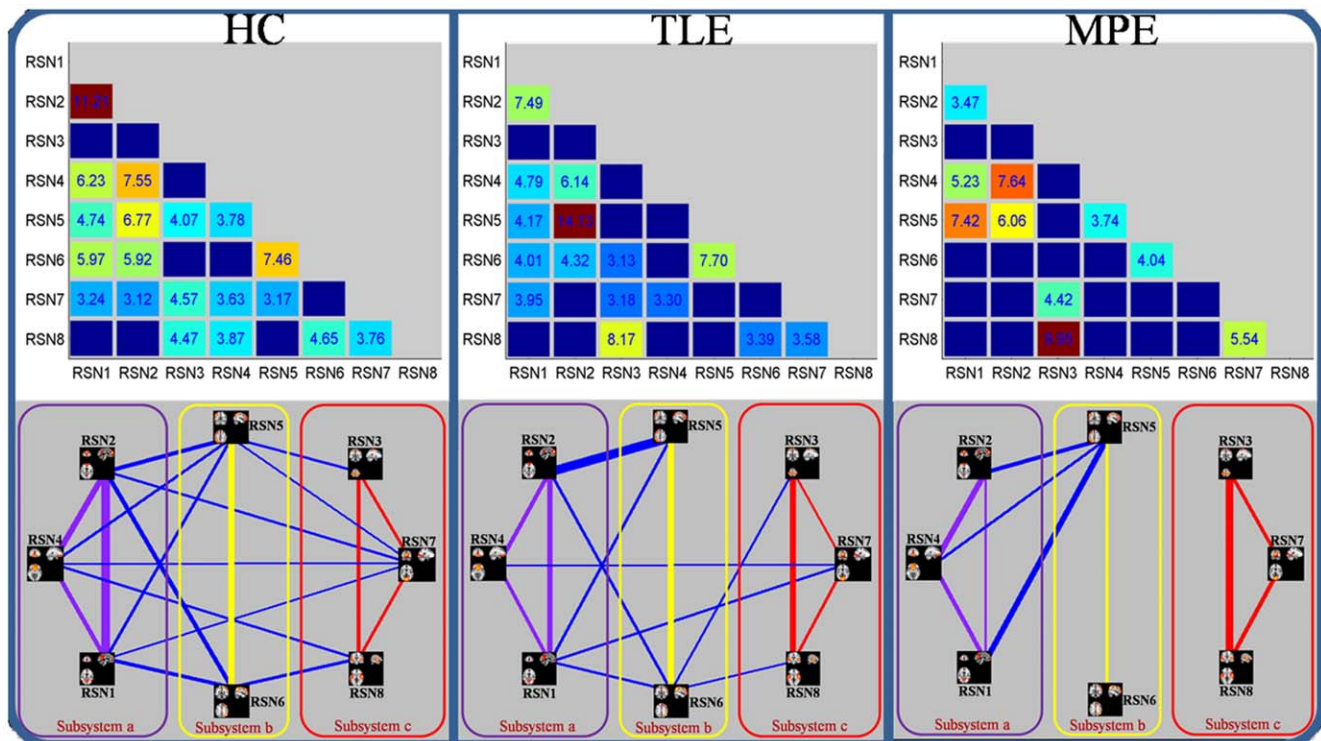 HC
RSN1
RSN2 11.21
RSN3
RSN4 6.23 7.55
RSN5 4.74 6.77 4.07 3.78
RSN6 5.97 5.92 7.46
RSN7 3.24 3.12 4.57 3.63 3.17
RSN8 4.47 3.87 4.65 3.76
RSN1 RSN2 RSN3 RSN4 RSN5 RSN6 RSN7 RSN8
RSN5
RSN2
RSN3
RSN4
RSN7
RSN1
RSN8
RSN6
Subsystem a
Subsystem b
Subsystem c
TLE
RSN1
RSN2 7.49
RSN3
RSN4 4.79 6.14
RSN5 4.17
RSN6 4.01 4.32 3.13 7.70
RSN7 3.95 3.18 3.30
RSN8 8.17 3.39 3.58
RSN1 RSN2 RSN3 RSN4 RSN5 RSN6 RSN7 RSN8
RSN5
RSN2
RSN3
RSN4
RSN7
RSN1
RSN8
RSN6
Subsystem a
Subsystem b
Subsystem c
MPE
RSN1
RSN2 3.47
RSN3
RSN4 5.23 7.64
RSN5 7.42 6.06 3.74
RSN6 4.04
RSN7 4.42
RSN8 5.54
RSN1 RSN2 RSN3 RSN4 RSN5 RSN6 RSN7 RSN8
RSN5
RSN2
RSN3
RSN4
RSN7
RSN1
RSN8
RSN6
Subsystem a
Subsystem b
Subsystem c